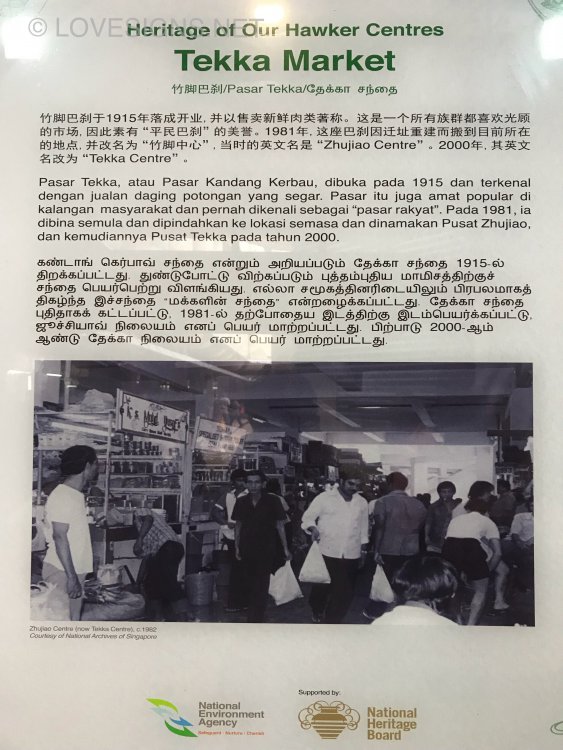 © LOVESIGNS.NET
Heritage of Our Hawker Centres
Tekka Market
竹脚巴刹/Pasar Tekka/தேக்கா சந்தை
竹脚巴刹于1915年落成开业, 并以售卖新鲜肉类著称。这是一个所有族群都喜欢光顾
的市场, 因此素有“平民巴刹”的美誉。1981年, 这座巴刹因迁址重建而搬到目前所在
的地点, 并改名为“竹脚中心”, 当时的英文名是“Zhujiao Centre”。2000年, 其英文
名改为“Tekka Centre”。
Pasar Tekka, atau Pasar Kandang Kerbau, dibuka pada 1915 dan terkenal
dengan jualan daging potongan yang segar. Pasar itu juga amat popular di
kalangan masyarakat dan pernah dikenali sebagai “pasar rakyat”. Pada 1981, ia
dibina semula dan dipindahkan ke lokasi semasa dan dinamakan Pusat Zhujiao,
dan kemudiannya Pusat Tekka pada tahun 2000.
கண்டாங் கெர்பாவ் சந்தை என்றும் அறியப்படும் தேக்கா சந்தை 1915-ல்
திறக்கப்பட்டது. துண்டுபோட்டு விற்கப்படும் புத்தம்புதிய மாமிசத்திற்குச்
சந்தை பெயர்பெற்று விளங்கியது. எல்லா சமூகத்தினரிடையிலும் பிரபலமாகத்
திகழ்ந்த இச்சந்தை “மக்களின் சந்தை” என்றழைக்கப்பட்டது. தேக்கா சந்தை
புதிதாகக் கட்டப்பட்டு, 1981-ல் தற்போதைய இடத்திற்கு இடம்பெயர்க்கப்பட்டு,
ஜூச்சியாவ் நிலையம் எனப் பெயர் மாற்றப்பட்டது. பிற்பாடு 2000-ஆம்
ஆண்டு தேக்கா நிலையம் எனப் பெயர் மாற்றப்பட்டது.
Zhujiao Centre (now Tekka Centre), c.1982
Courtesy of National Archives of Singapore
National
Environment
Agency
Safeguard · Nurture · Cherish
Supported by:
National
Heritage
Board